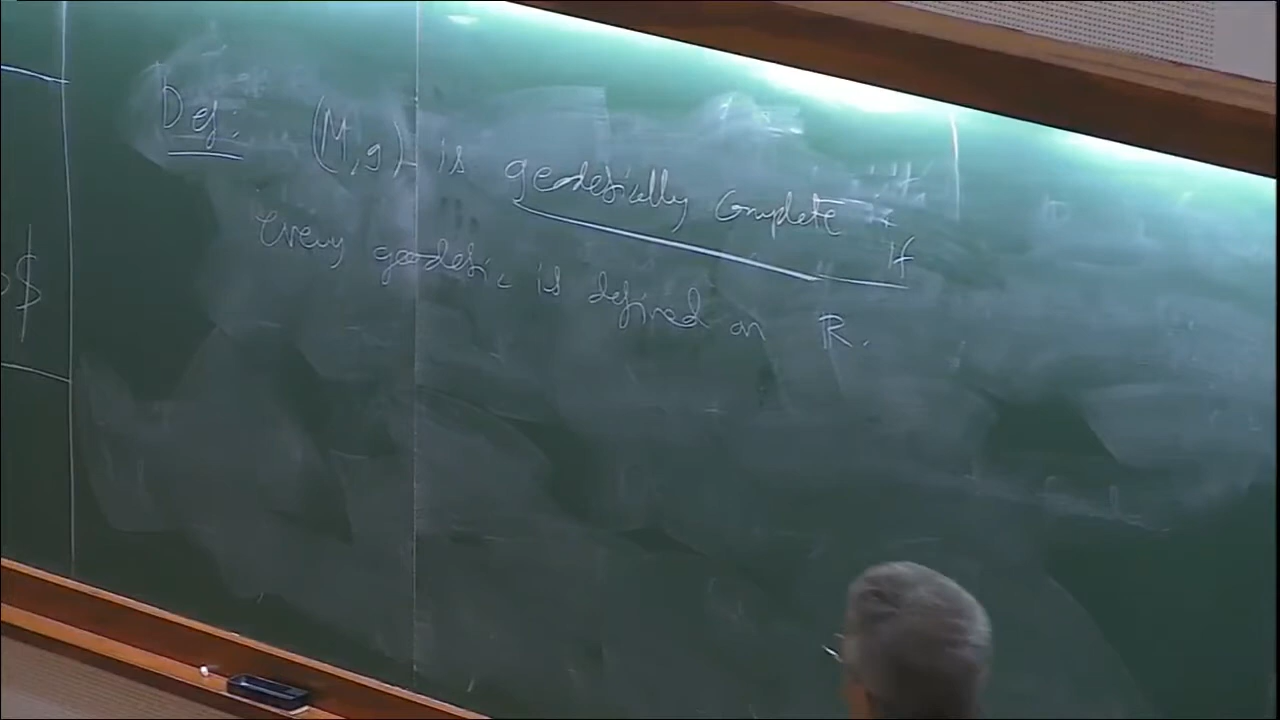 Def: (M,g) is geodesically complete if
every geodesic is defined on ℝ.
$